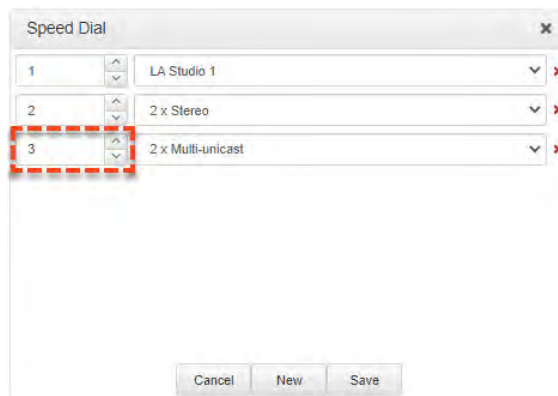 Speed Dial
1 LA Studio 1
2 2 x Stereo
3 2 x Multi-unicast
Cancel New Save